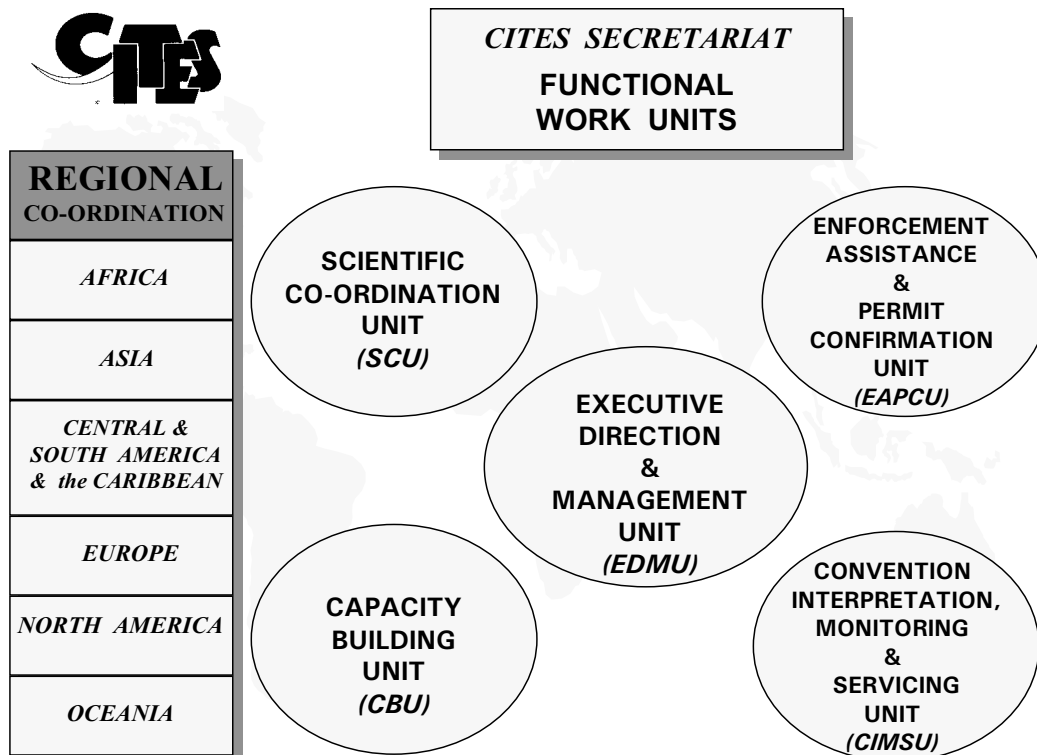 CITES
CITES SECRETARIAT
FUNCTIONAL
WORK UNITS
REGIONAL
CO-ORDINATION
AFRICA
ASIA
CENTRAL &
SOUTH AMERICA
& the CARIBBEAN
EUROPE
NORTH AMERICA
OCEANIA
SCIENTIFIC
CO-ORDINATION
UNIT
(SCU)
ENFORCEMENT
ASSISTANCE
&
PERMIT
CONFIRMATION
UNIT
(EAPCU)
EXECUTIVE
DIRECTION
&
MANAGEMENT
UNIT
(EDMU)
CAPACITY
BUILDING
UNIT
(CBU)
CONVENTION
INTERPRETATION,
MONITORING
&
SERVICING
UNIT
(CIMSU)